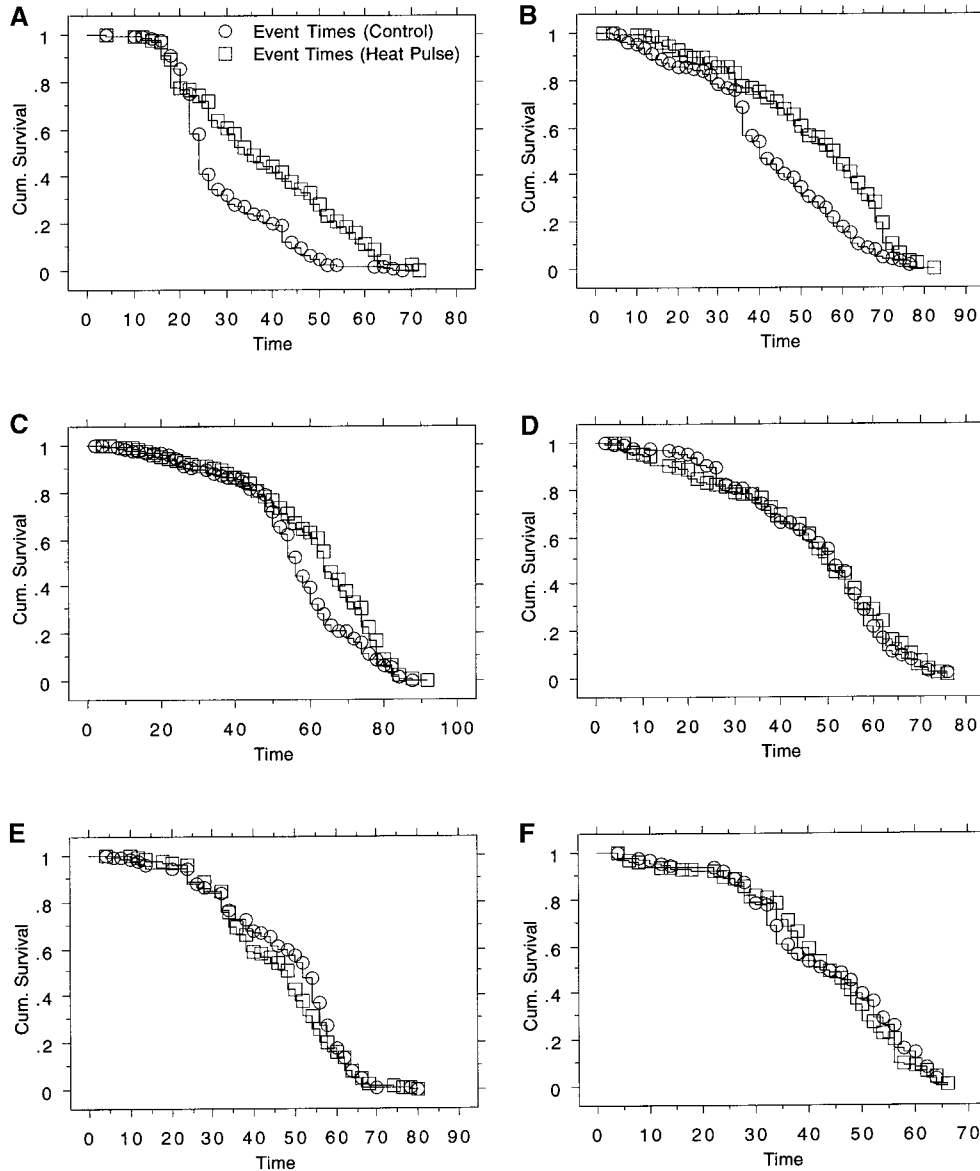 A
Event Times (Control)
Event Times (Heat Pulse)
Cum. Survival
1
.8
.6
.4
.2
0
0 10 20 30 40 50 60 70 80
Time
B
Cum. Survival
1
.8
.6
.4
.2
0
0 10 20 30 40 50 60 70 80 90
Time
C
Cum. Survival
1
.8
.6
.4
.2
0
0 20 40 60 80 100
Time
D
Cum. Survival
1
.8
.6
.4
.2
0
0 10 20 30 40 50 60 70 80
Time
E
Cum. Survival
1
.8
.6
.4
.2
0
0 10 20 30 40 50 60 70 80 90
Time
F
Cum. Survival
1
.8
.6
.4
.2
0
0 10 20 30 40 50 60 70
Time